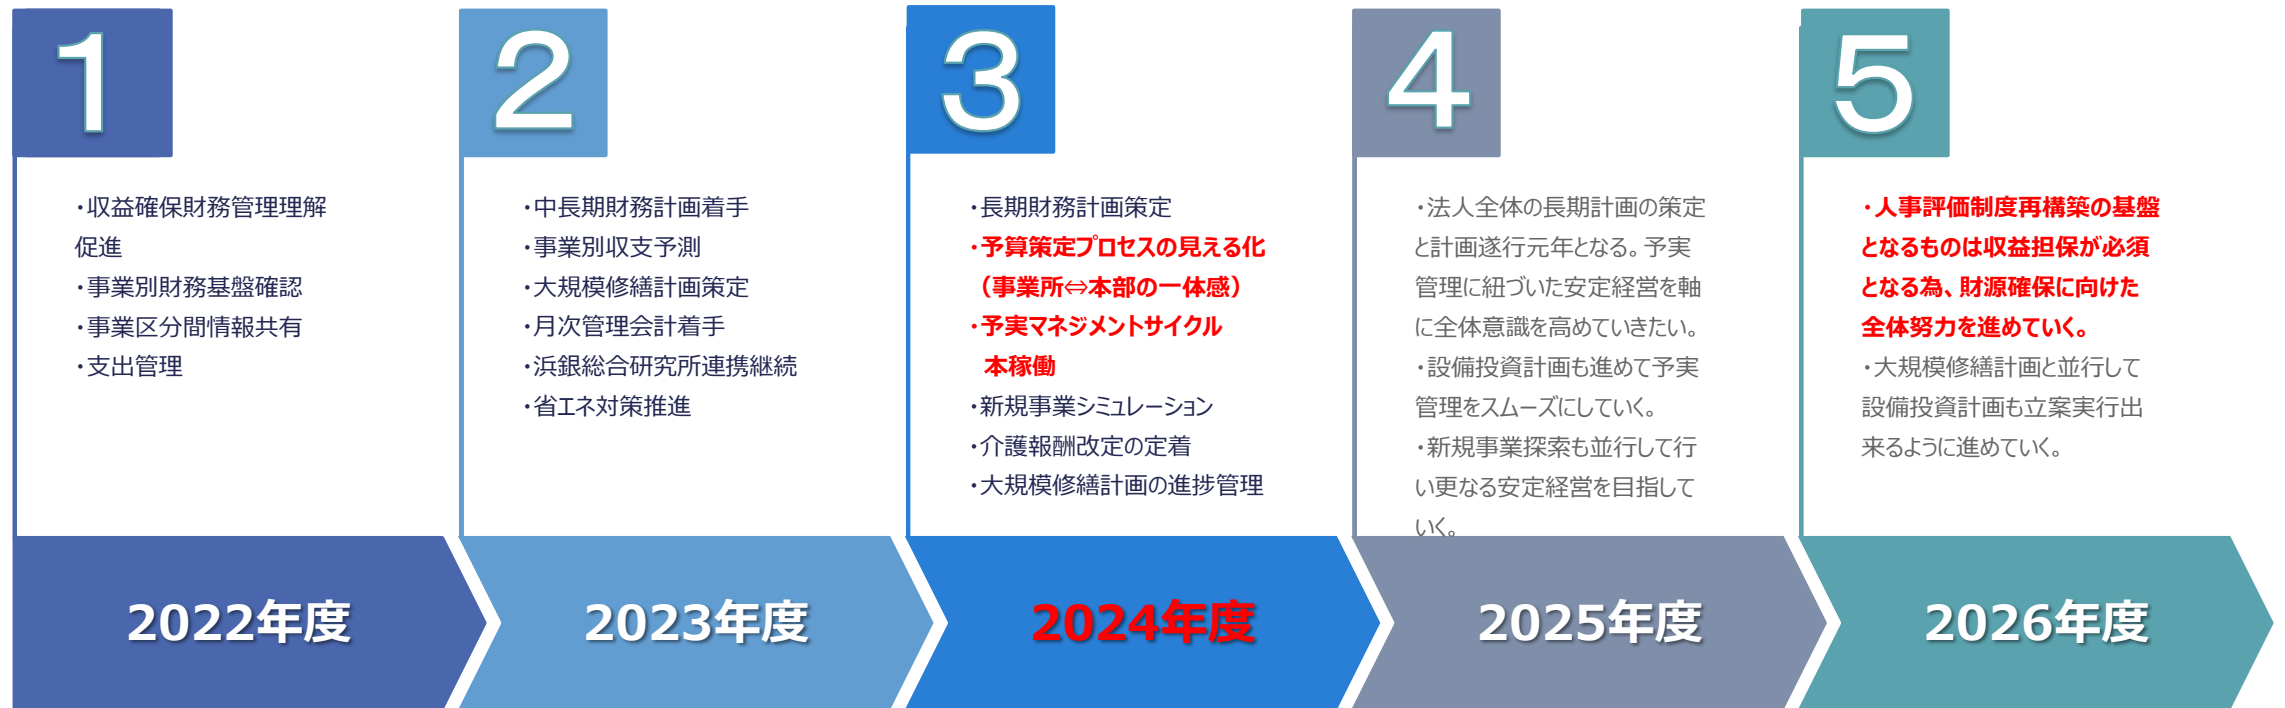 1
・収益確保財務管理理解
促進
・事業別財務基盤確認
・事業区分間情報共有
・支出管理
2022年度
2
・中長期財務計画着手
・事業別収支予測
・大規模修繕計画策定
・月次管理会計着手
・浜銀総合研究所連携継続
・省エネ対策推進
2023年度
3
・長期財務計画策定
・予算策定プロセスの見える化
（事業所⇔本部の一体感）
・予実マネジメントサイクル
本稼働
・新規事業シミュレーション
・介護報酬改定の定着
・大規模修繕計画の進捗管理
2024年度
4
・法人全体の長期計画の策定
と計画遂行元年となる。予実
管理に紐づいた安定経営を軸
に全体意識を高めていきたい。
・設備投資計画も進めて予実
管理をスムーズにしていく。
・新規事業探索も並行して行
い更なる安定経営を目指して
いく。
2025年度
5
・人事評価制度再構築の基盤
となるものは収益担保が必須
となる為、財源確保に向けた
全体努力を進めていく。
・大規模修繕計画と並行して
設備投資計画も立案実行出
来るように進めていく。
2026年度